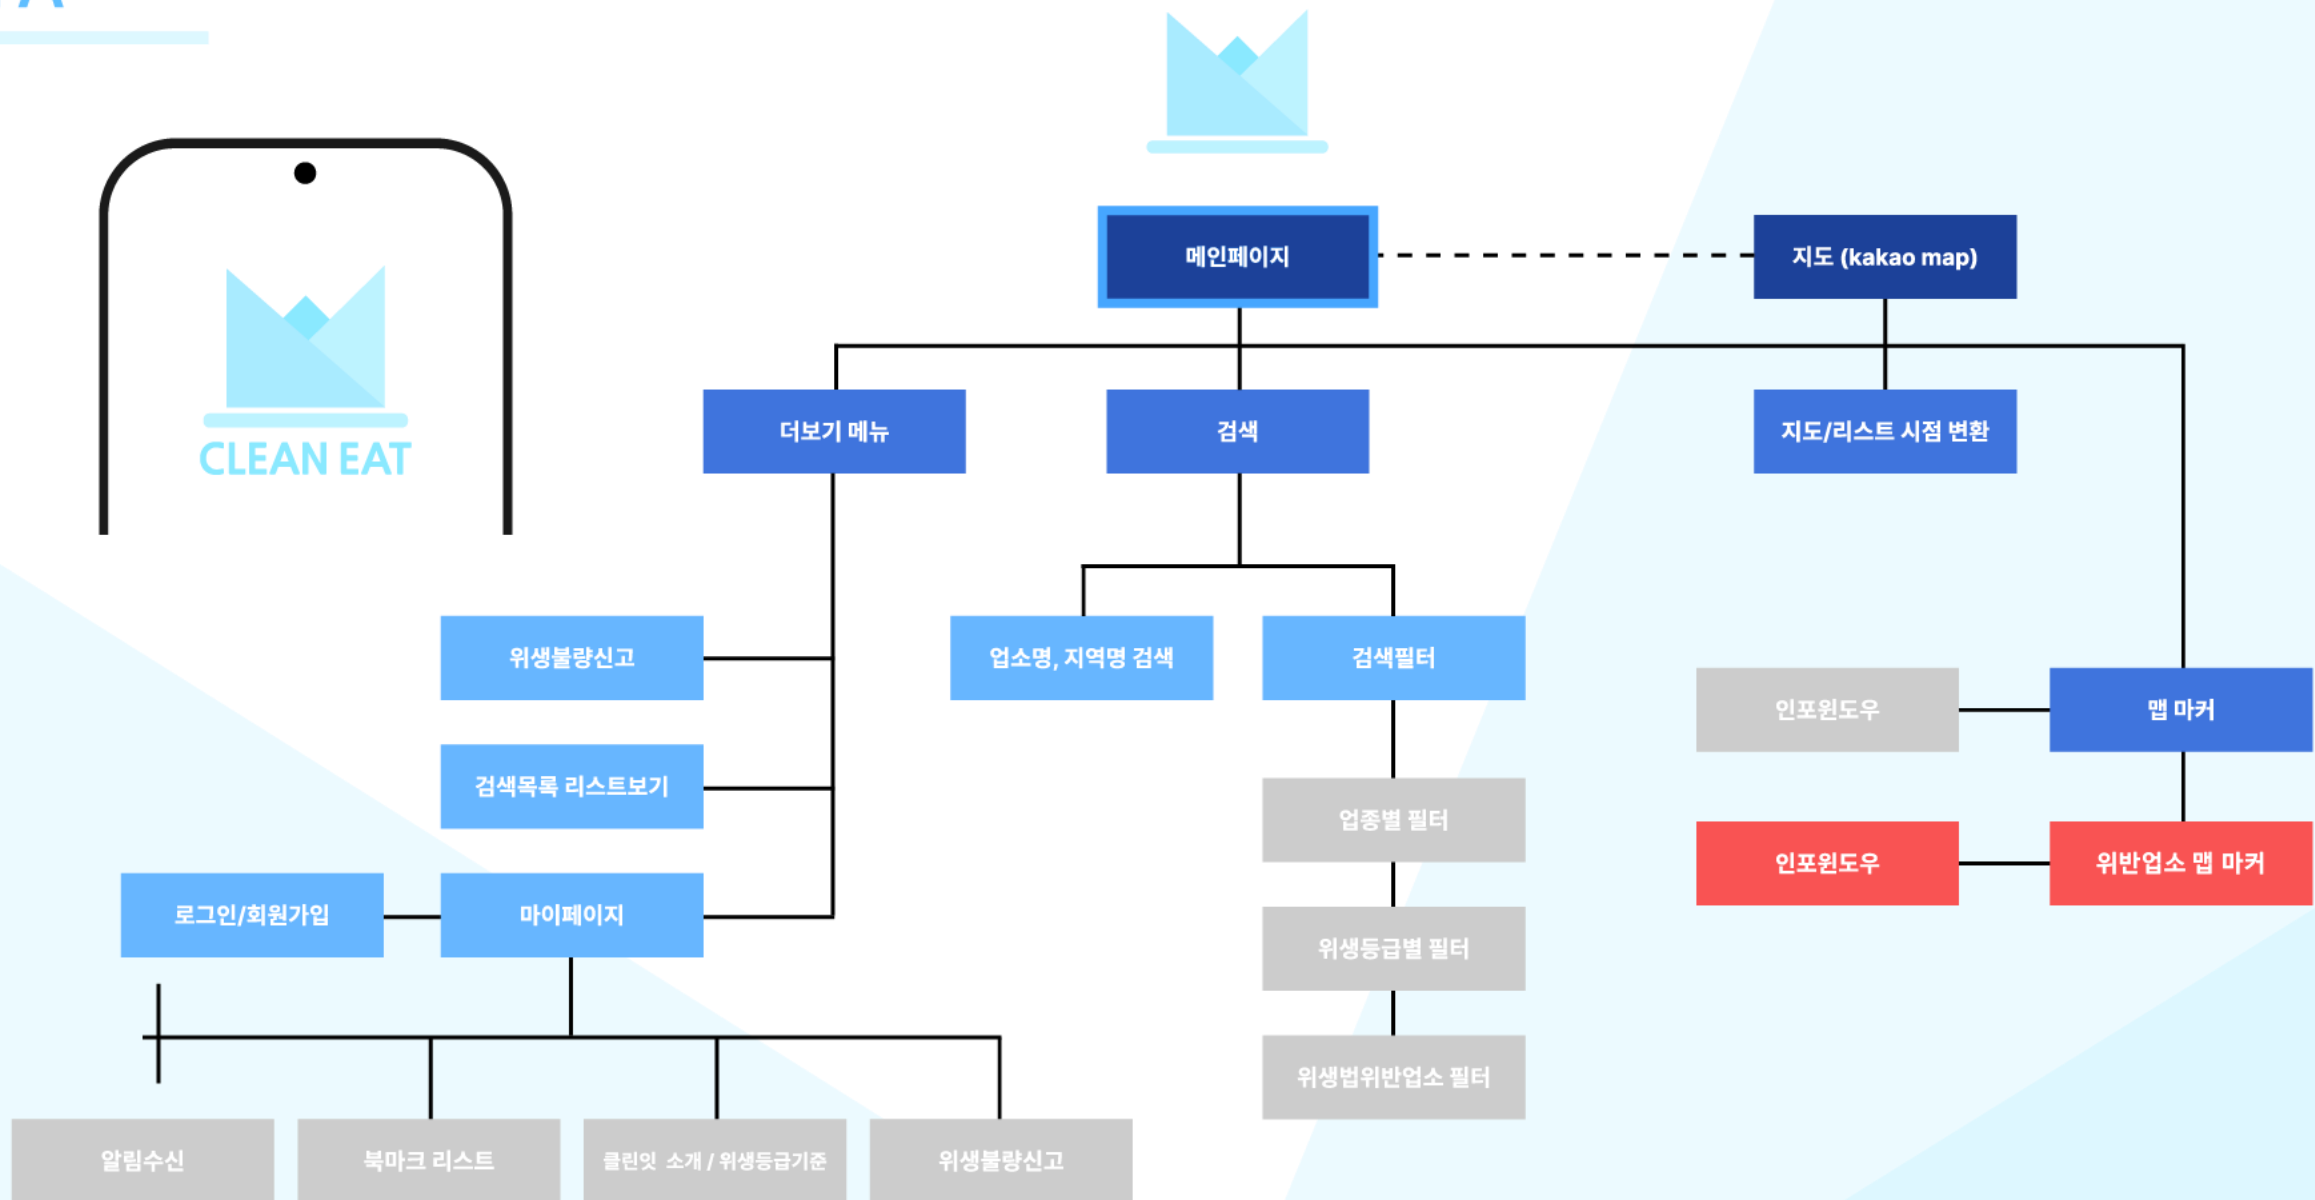 CLEAN EAT
메인페이지
지도 (kakao map)
더보기 메뉴
검색
지도/리스트 시점 변환
위생불량신고
업소명, 지역명 검색
검색필터
인포윈도우
맵 마커
검색목록 리스트보기
업종별 필터
인포윈도우
위반업소 맵 마커
로그인/회원가입
마이페이지
위생등급별 필터
위생법위반업소 필터
알림수신
북마크 리스트
클린잇 소개 / 위생등급기준
위생불량신고